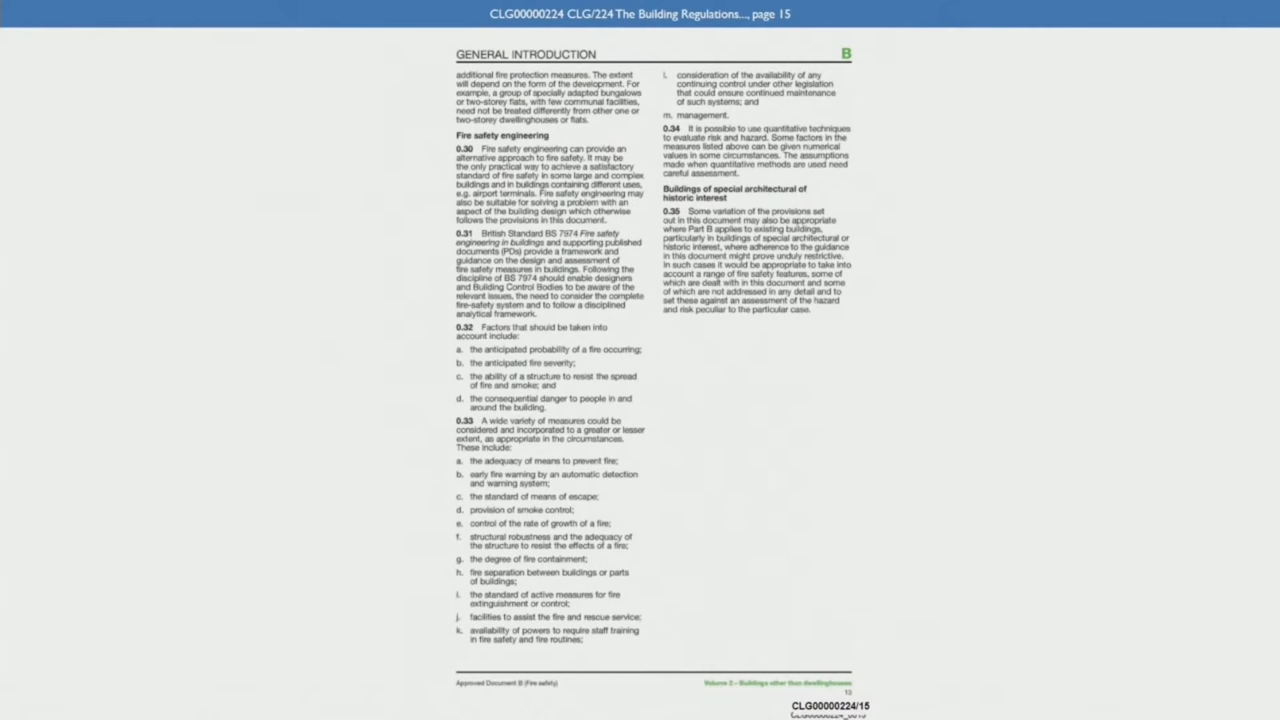 CLG00000224 CLG/224 The Building Regulations..., page 15
GENERAL INTRODUCTION
B
additional fire protection measures. The extent
will depend on the form of the development. For
example, a group of specially adapted bungalows
or two-storey flats, with few communal facilities,
need not be treated differently from other one or
two-storey dwellinghouses or flats.
Fire safety engineering
0.30 Fire safety engineering can provide an
alternative approach to fire safety. It may be
the only practical way to achieve a satisfactory
standard of fire safety in some large and complex
buildings and in buildings containing different uses,
e.g. airport terminals. Fire safety engineering may
also be suitable for solving a problem with an
aspect of the building design which otherwise
follows the provisions in this document.
0.31 British Standard BS 7974 Fire safety
engineering in buildings and supporting published
documents (PDs) provide a framework and
guidance on the design and assessment of
fire safety measures in buildings. Following the
discipline of BS 7974 should enable designers
and Building Control Bodies to be aware of the
relevant issues, the need to consider the complete
fire-safety system and to follow a disciplined
analytical framework.
0.32 Factors that should be taken into
account include:
a. the anticipated probability of a fire occurring;
b. the anticipated fire severity;
c. the ability of a structure to resist the spread
of fire and smoke; and
d. the consequential danger to people in and
around the building.
0.33 A wide variety of measures could be
considered and incorporated to a greater or lesser
extent, as appropriate in the circumstances.
These include:
a. the adequacy of means to prevent fire;
b. early fire warning by an automatic detection
and warning system;
c. the standard of means of escape;
d. provision of smoke control;
e. control of the rate of growth of a fire;
f. structural robustness and the adequacy of
the structure to resist the effects of a fire;
g. the degree of fire containment;
h. fire separation between buildings or parts
of buildings;
i. the standard of active measures for fire
extinguishment or control;
j. facilities to assist the fire and rescue service;
k. availability of powers to require staff training
in fire safety and fire routines;
l. consideration of the availability of any
continuing control under other legislation
that could ensure continued maintenance
of such systems; and
m. management.
0.34 It is possible to use quantitative techniques
to evaluate risk and hazard. Some factors in the
measures listed above can be given numerical
values in some circumstances. The assumptions
made when quantitative methods are used need
careful assessment.
Buildings of special architectural of
historic interest
0.35 Some variation of the provisions set
out in this document may also be appropriate
where Part B applies to existing buildings,
particularly in buildings of special architectural or
historic interest, where adherence to the guidance
in this document might prove unduly restrictive.
In such cases it would be appropriate to take into
account a range of fire safety features, some of
which are dealt with in this document and some
of which are not addressed in any detail and to
set these against an assessment of the hazard
and risk peculiar to the particular case.
Approved Document B (Fire safety)
Volume 2 – Buildings other than dwellinghouses
13
CLG00000224/15
CLG00000224_0015